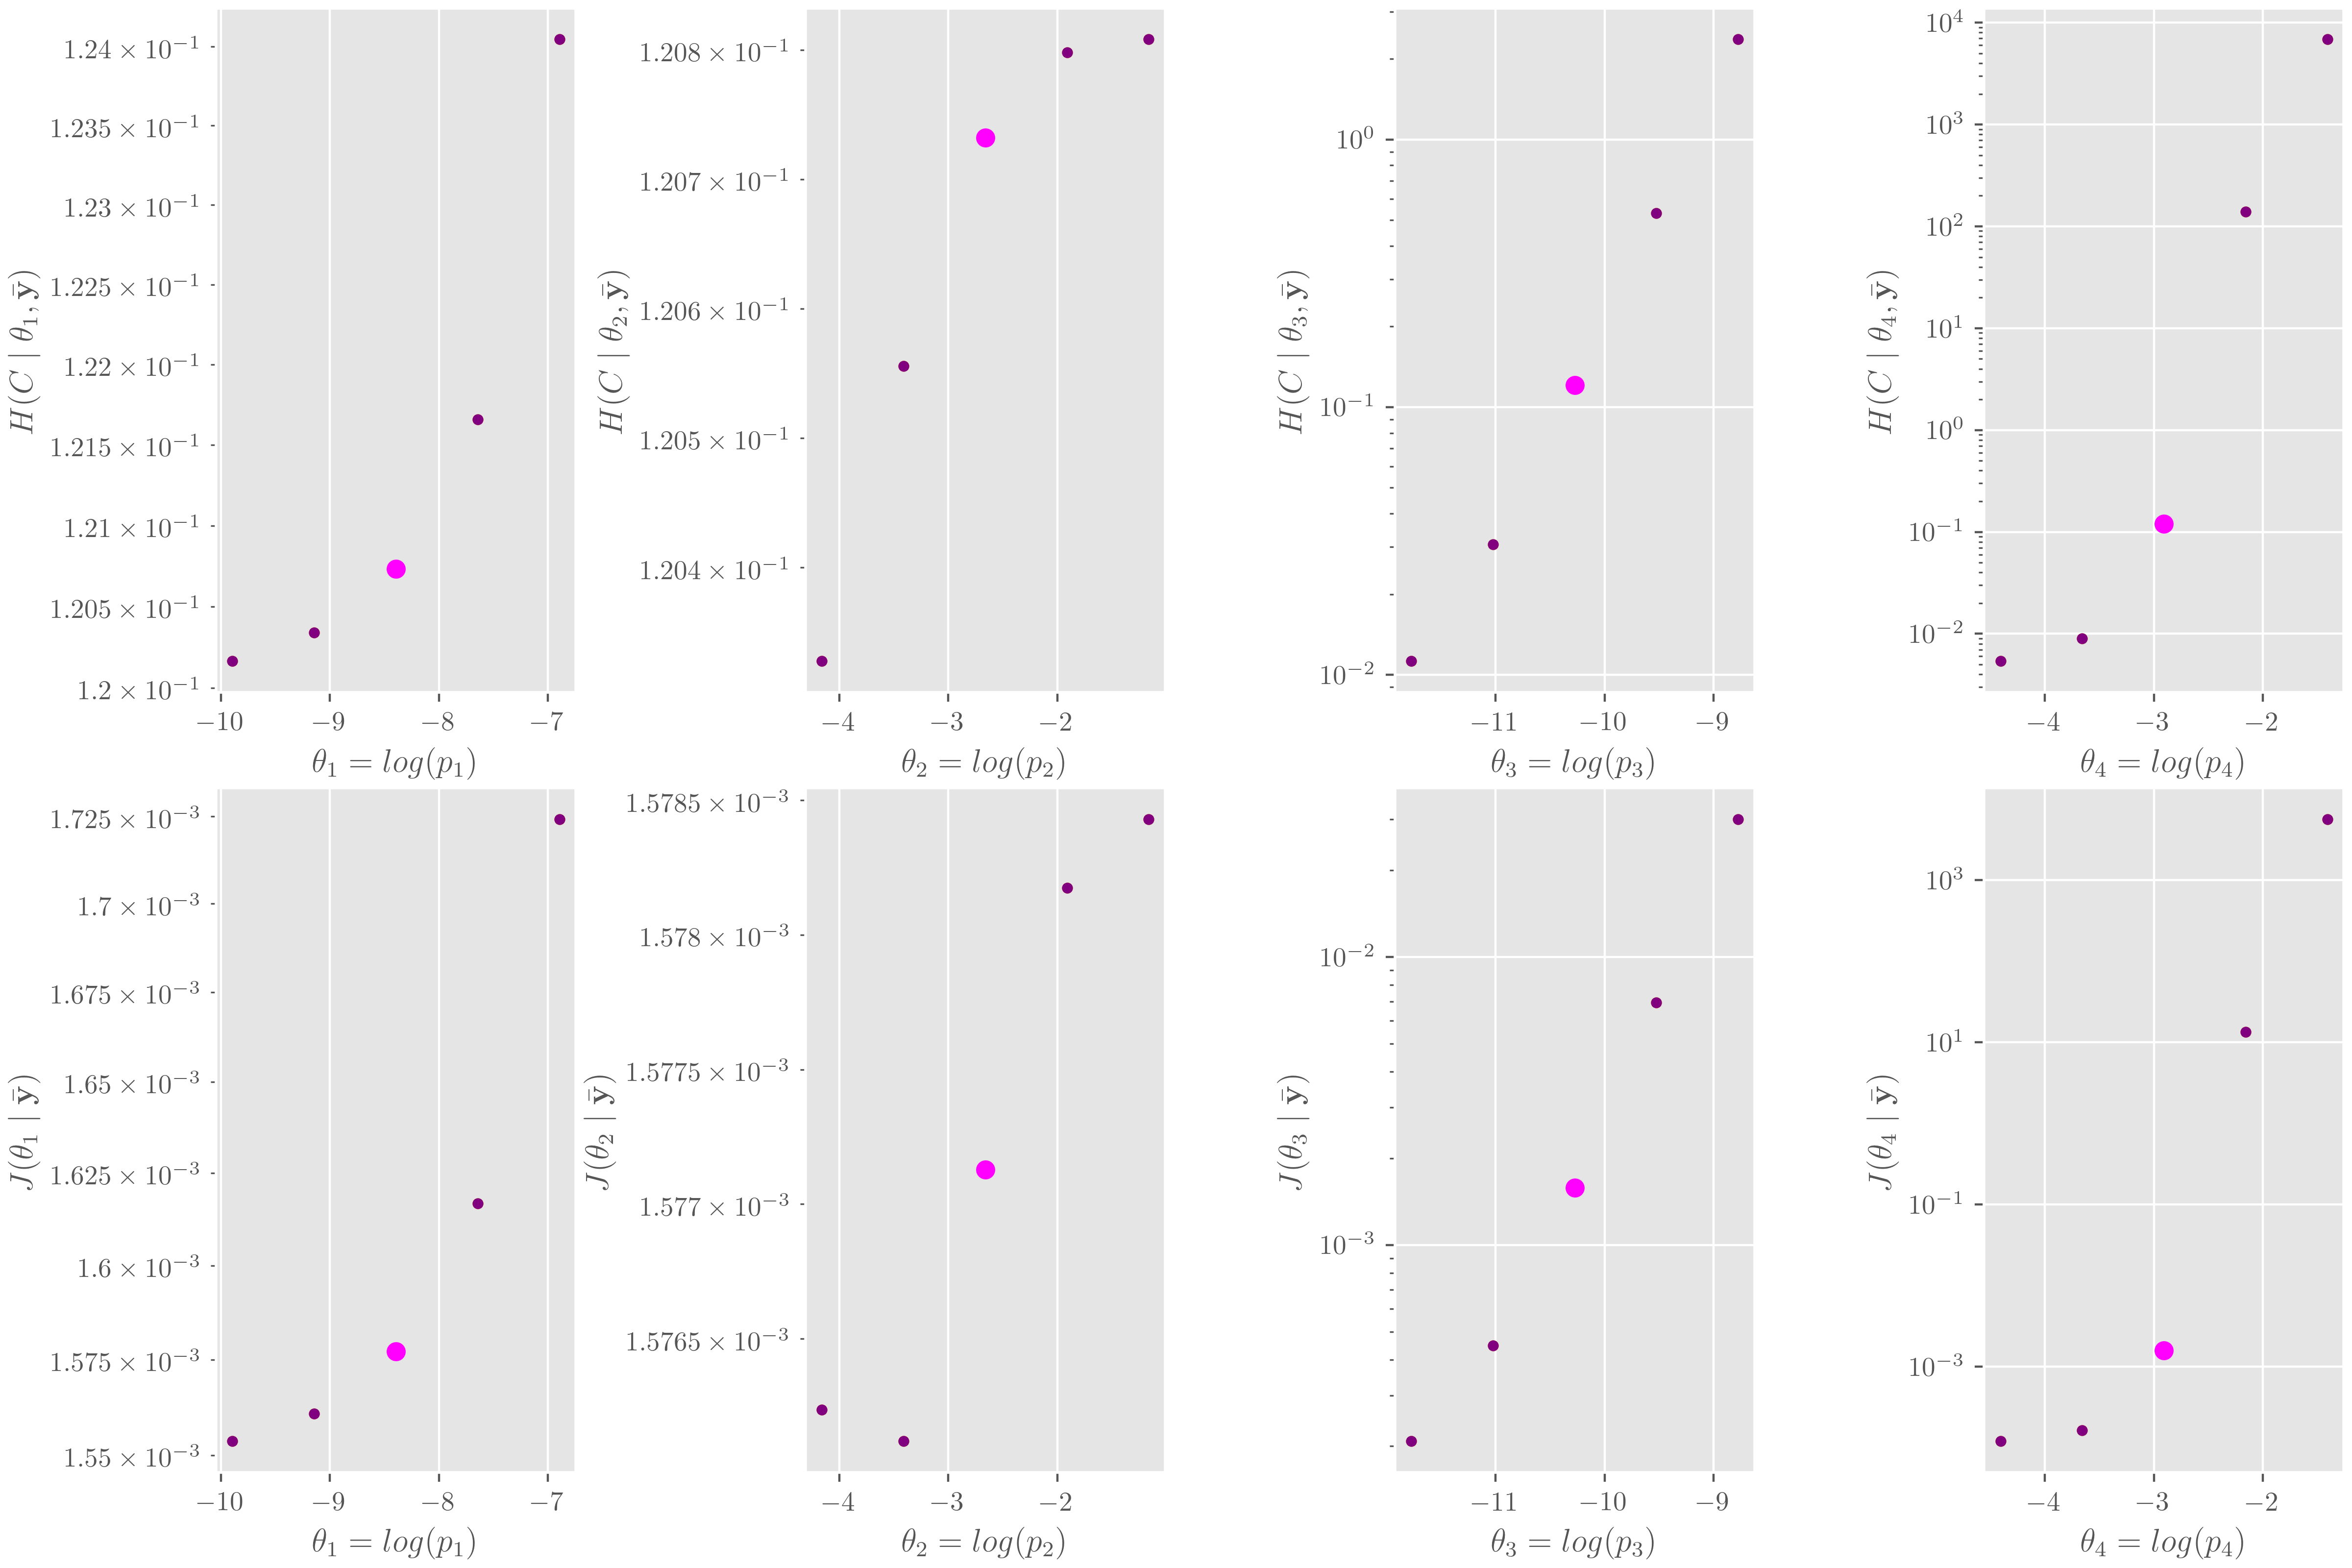 H(C | θ₁, ȳ)
1.24 × 10⁻¹
1.235 × 10⁻¹
1.23 × 10⁻¹
1.225 × 10⁻¹
1.22 × 10⁻¹
1.215 × 10⁻¹
1.21 × 10⁻¹
1.205 × 10⁻¹
1.2 × 10⁻¹
−10 −9 −8 −7
θ₁ = log(p₁)
H(C | θ₂, ȳ)
1.208 × 10⁻¹
1.207 × 10⁻¹
1.206 × 10⁻¹
1.205 × 10⁻¹
1.204 × 10⁻¹
−4 −3 −2
θ₂ = log(p₂)
H(C | θ₃, ȳ)
10⁰
10⁻¹
10⁻²
−11 −10 −9
θ₃ = log(p₃)
H(C | θ₄, ȳ)
10⁴
10³
10²
10¹
10⁰
10⁻¹
10⁻²
−4 −3 −2
θ₄ = log(p₄)
J(θ₁ | ȳ)
1.725 × 10⁻³
1.7 × 10⁻³
1.675 × 10⁻³
1.65 × 10⁻³
1.625 × 10⁻³
1.6 × 10⁻³
1.575 × 10⁻³
1.55 × 10⁻³
−10 −9 −8 −7
θ₁ = log(p₁)
J(θ₂ | ȳ)
1.5785 × 10⁻³
1.578 × 10⁻³
1.5775 × 10⁻³
1.577 × 10⁻³
1.5765 × 10⁻³
−4 −3 −2
θ₂ = log(p₂)
J(θ₃ | ȳ)
10⁻²
10⁻³
−11 −10 −9
θ₃ = log(p₃)
J(θ₄ | ȳ)
10³
10¹
10⁻¹
10⁻³
−4 −3 −2
θ₄ = log(p₄)